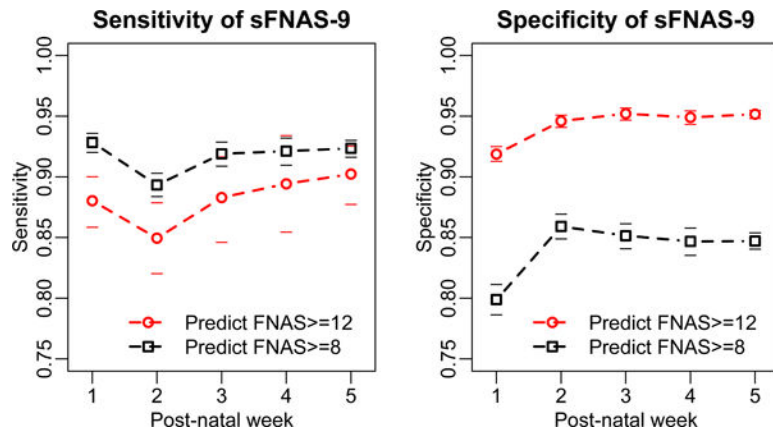 Sensitivity of sFNAS-9
Sensitivity
1.00
0.95
0.90
0.85
0.80
0.75
Predict FNAS>=12
Predict FNAS>=8
1 2 3 4 5
Post-natal week
Specificity of sFNAS-9
Specificity
1.00
0.95
0.90
0.85
0.80
0.75
Predict FNAS>=12
Predict FNAS>=8
1 2 3 4 5
Post-natal week